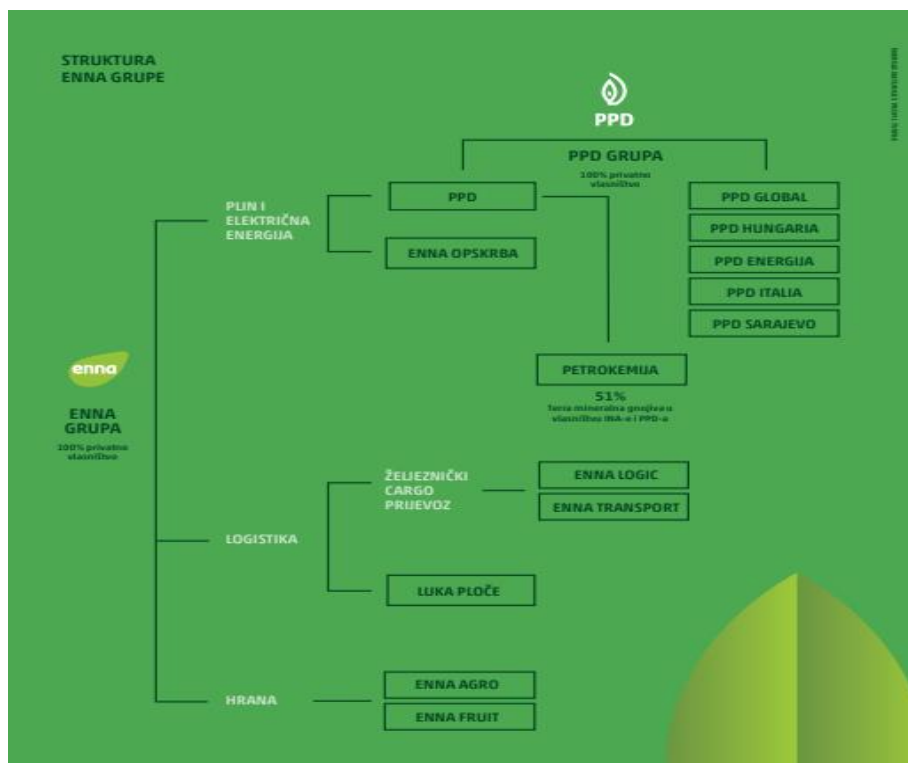 STRUKTURA
ENNA GRUPE
PPD
PPD GRUPA
100% privatno
vlasništvo
PLIN I
ELEKTRIČNA
ENERGIJA
PPD
ENNA OPSKRBA
PPD GLOBAL
PPD HUNGARIA
PPD ENERGIJA
PPD ITALIA
PPD SARAJEVO
PETROKEMIJA
51%
Terra mineralna gnojiva u
vlasništvu INA-e i PPD-a
enna
ENNA
GRUPA
100% privatno
vlasništvo
ŽELJEZNIČKI
CARGO
PRIJEVOZ
ENNA LOGIC
ENNA TRANSPORT
LOGISTIKA
LUKA PLOČE
HRANA
ENNA AGRO
ENNA FRUIT